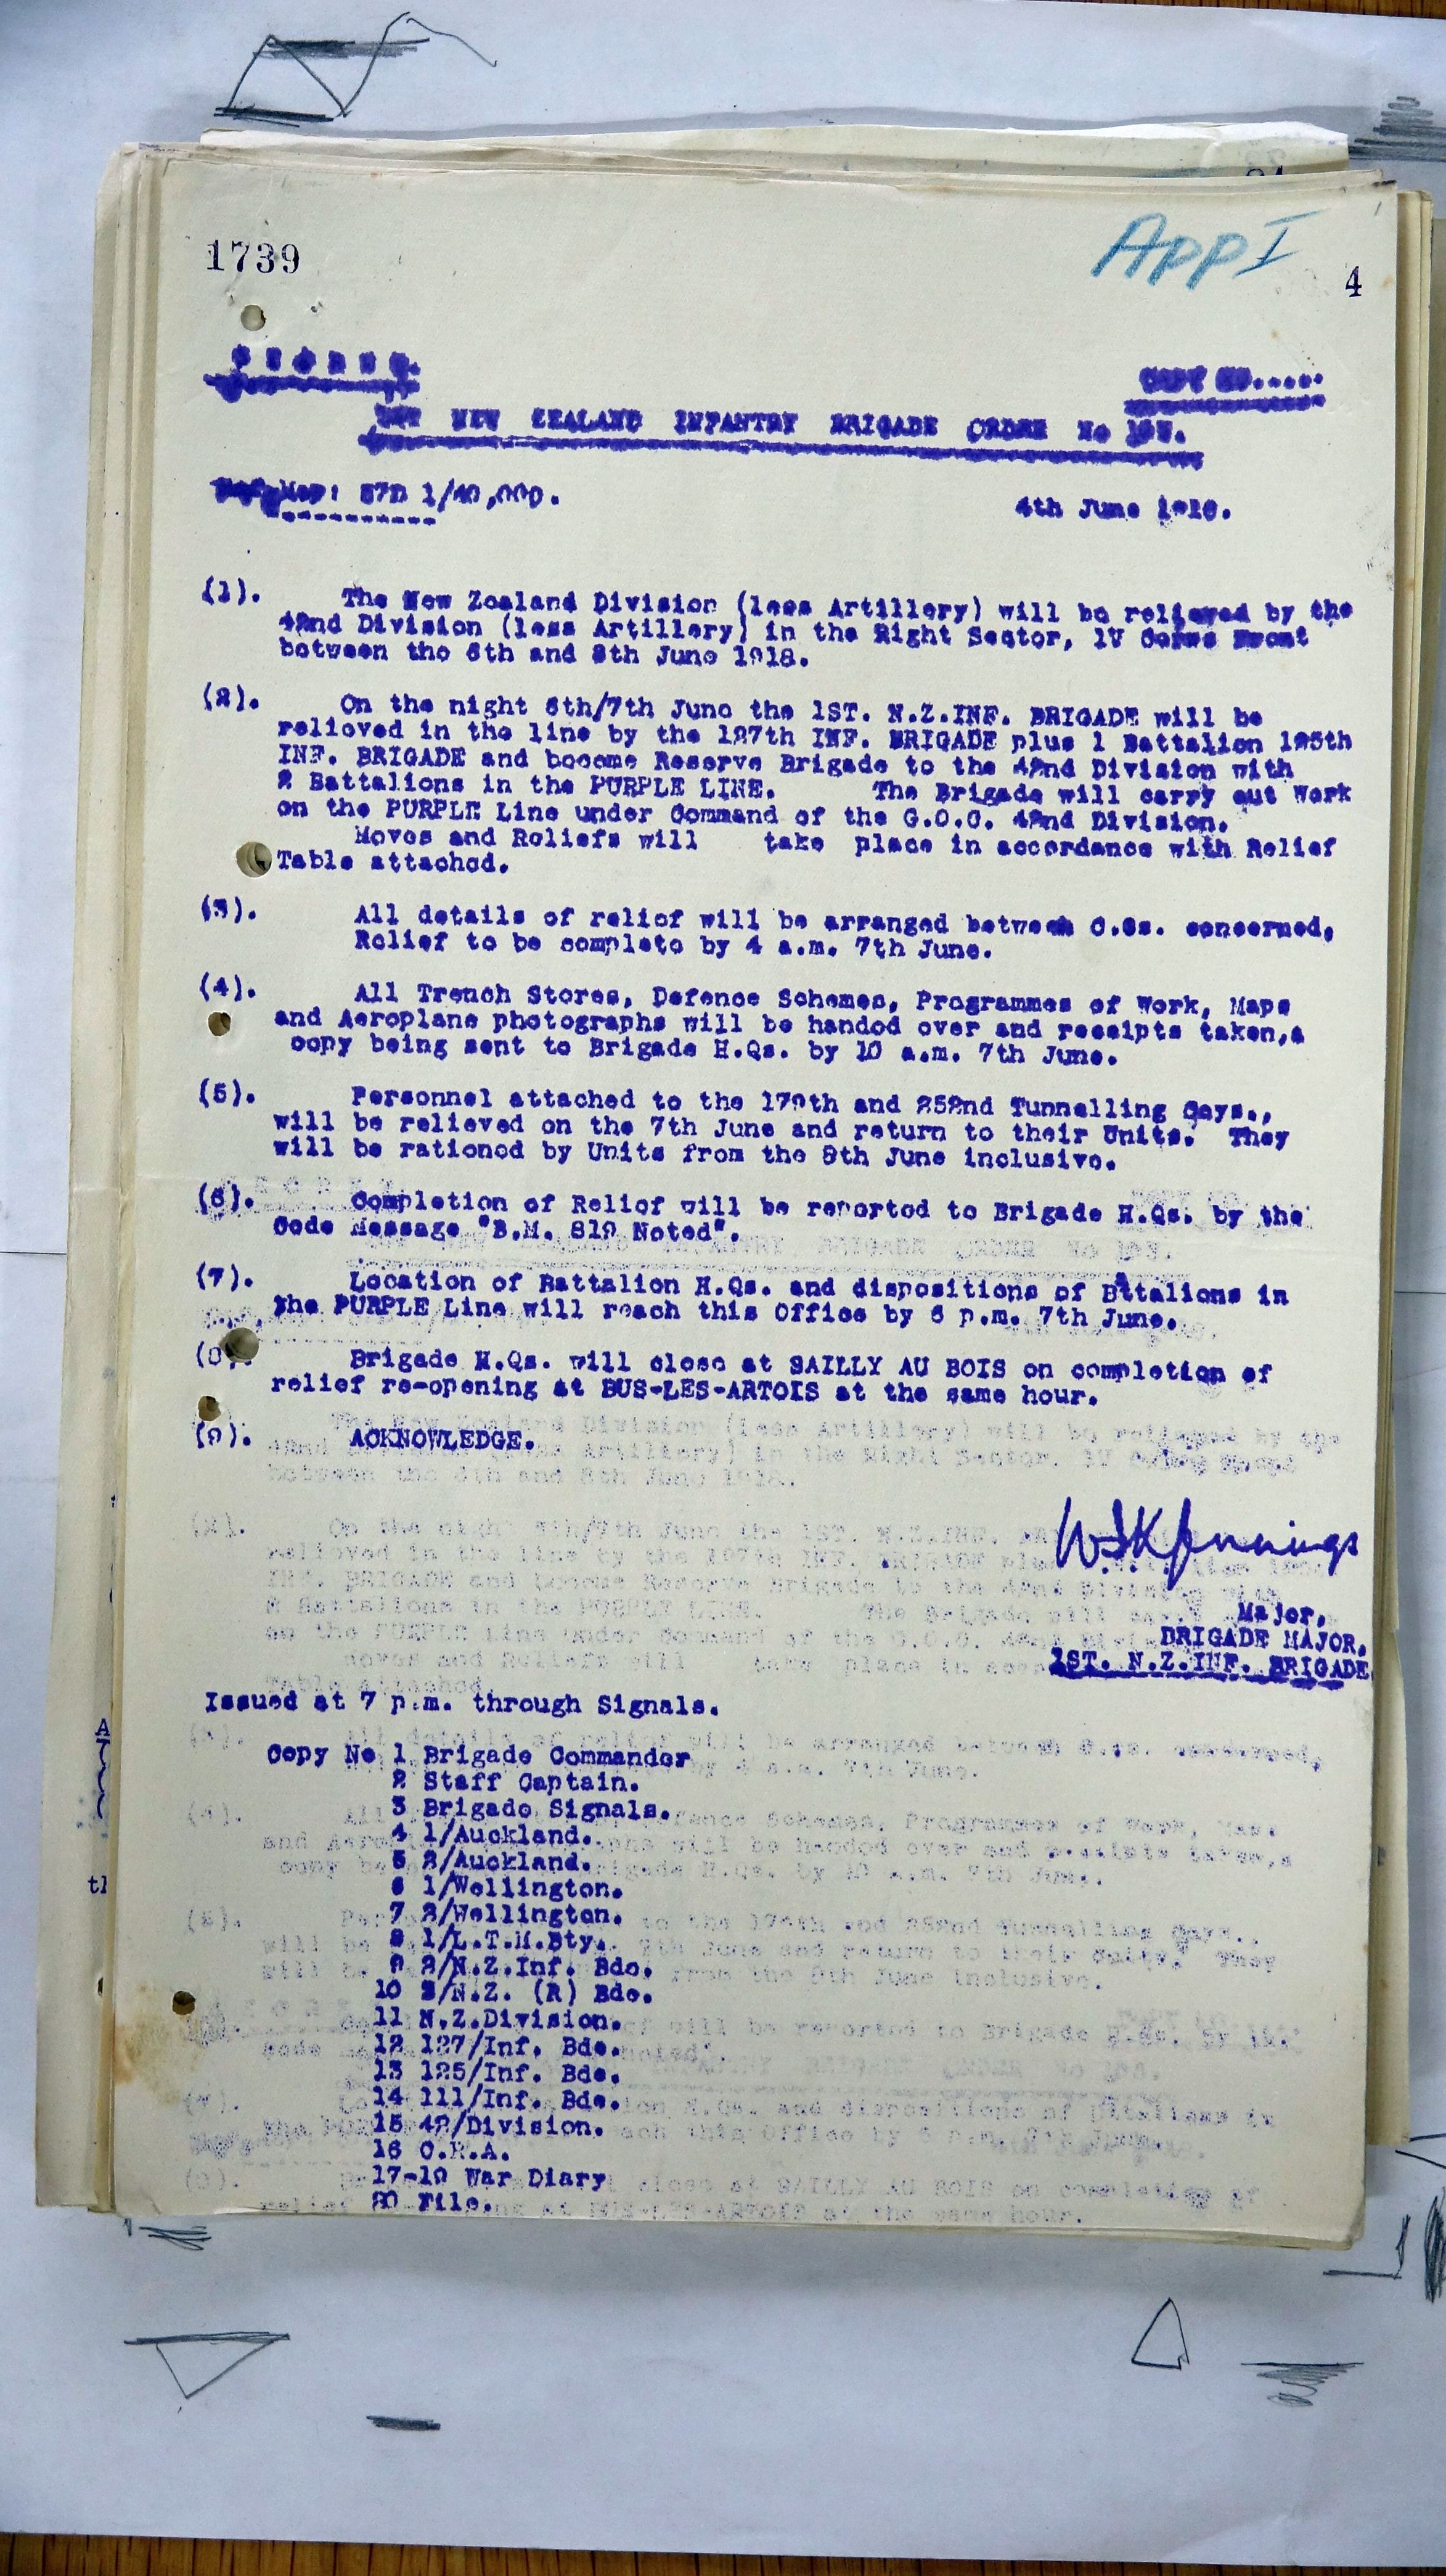 1739
App I
4
SECRET.
COPY NO.....
1ST NEW ZEALAND INFANTRY BRIGADE ORDER No
Map: 57D 1/40,000.
4th June 1918.
(1). The New Zealand Division (less Artillery) will be relieved by the
42nd Division (less Artillery) in the Right Sector, 1V Corps Front
between the 6th and 8th June 1918.
(2). On the night 6th/7th June the 1ST. N.Z.INF. BRIGADE will be
relieved in the line by the 127th INF. BRIGADE plus 1 Battalion 125th
INF. BRIGADE and become Reserve Brigade to the 42nd Division with
2 Battalions in the PURPLE LINE. The Brigade will carry out Work
on the PURPLE Line under Command of the G.O.C. 42nd Division.
Moves and Reliefs will take place in accordance with Relief
Table attached.
(3). All details of relief will be arranged between C.Os. concerned,
Relief to be complete by 4 a.m. 7th June.
(4). All Trench Stores, Defence Schemes, Programmes of Work, Maps
and Aeroplane photographs will be handed over and receipts taken,a
copy being sent to Brigade H.Qs. by 10 a.m. 7th June.
(5). Personnel attached to the 179th and 252nd Tunnelling Coys.,
will be relieved on the 7th June and return to their Units. They
will be rationed by Units from the 8th June inclusive.
(6). Completion of Relief will be reported to Brigade H.Qs. by the
Code Message "B.M. 819 Noted".
(7). Location of Battalion H.Qs. and dispositions of Battalions in
the PURPLE Line will reach this Office by 6 p.m. 7th June.
(8). Brigade H.Qs. will close at SAILLY AU BOIS on completion of
relief re-opening at BUS-LES-ARTOIS at the same hour.
(9). ACKNOWLEDGE.
Jennings
Major,
BRIGADE MAJOR,
1ST. N.Z.INF. BRIGADE
Issued at 7 p.m. through Signals.
Copy No 1 Brigade Commander
2 Staff Captain.
3 Brigade Signals.
4 1/Auckland.
5 2/Auckland.
6 1/Wellington.
7 2/Wellington.
8 1/L.T.M.Bty.
9 2/N.Z.Inf. Bde.
10 3/N.Z. (R) Bde.
11 N.Z.Division.
12 127/Inf. Bde.
13 125/Inf. Bde.
14 111/Inf. Bde.
15 42/Division.
16 C.R.A.
17-19 War Diary
20 File.